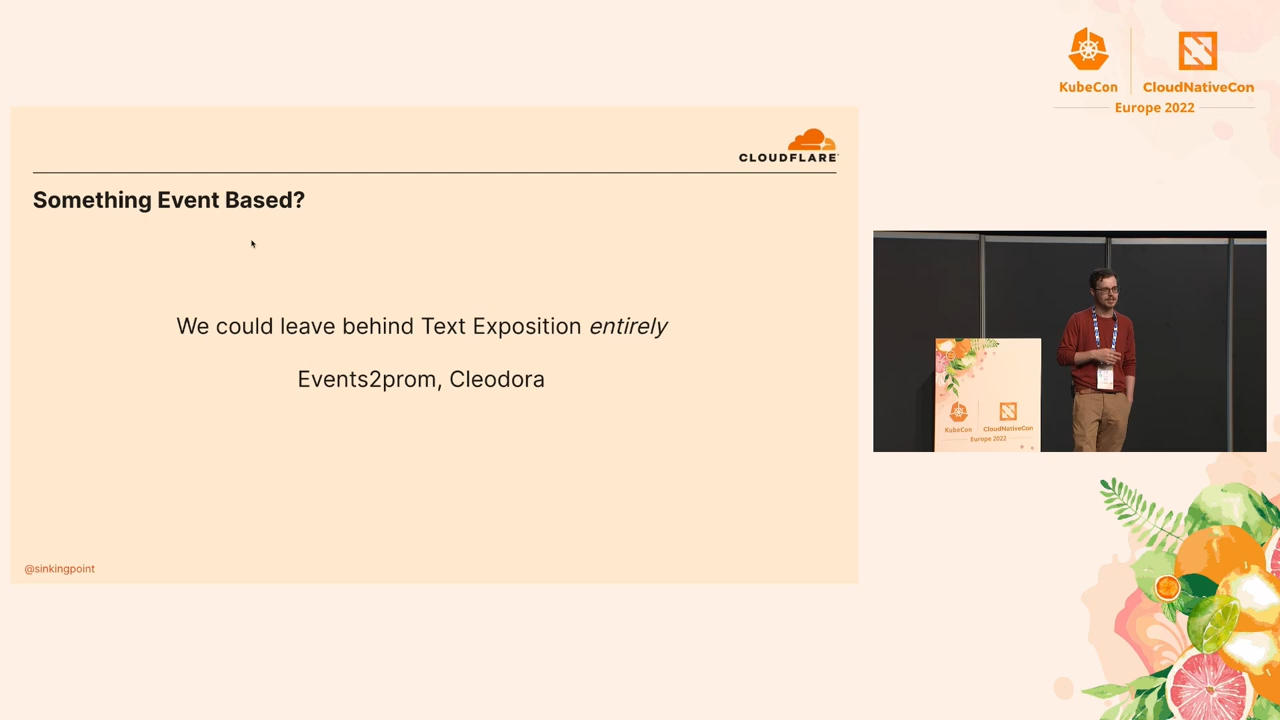 KubeCon
CloudNativeCon
Europe 2022
CLOUDFLARE
Something Event Based?
We could leave behind Text Exposition entirely
Events2prom, Cleodora
@sinkingpoint
KubeCon
CloudNativeCon
Europe 2022